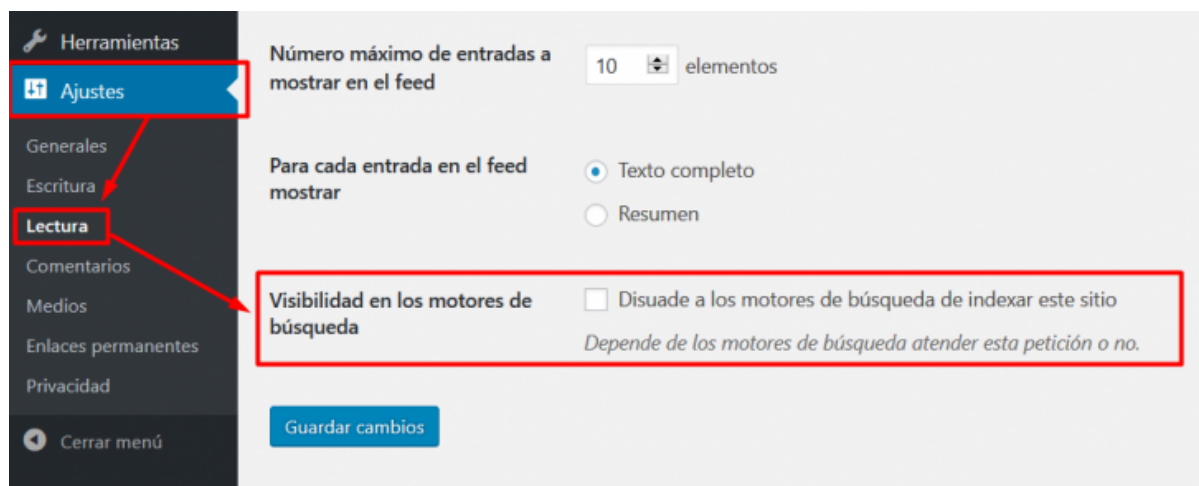 Herramientas
Ajustes
Generales
Escritura
Lectura
Comentarios
Medios
Enlaces permanentes
Privacidad
Cerrar menú
Número máximo de entradas a
mostrar en el feed
10 elementos
Para cada entrada en el feed
mostrar
Texto completo
Resumen
Visibilidad en los motores de
búsqueda
Disuade a los motores de búsqueda de indexar este sitio
Depende de los motores de búsqueda atender esta petición o no.
Guardar cambios